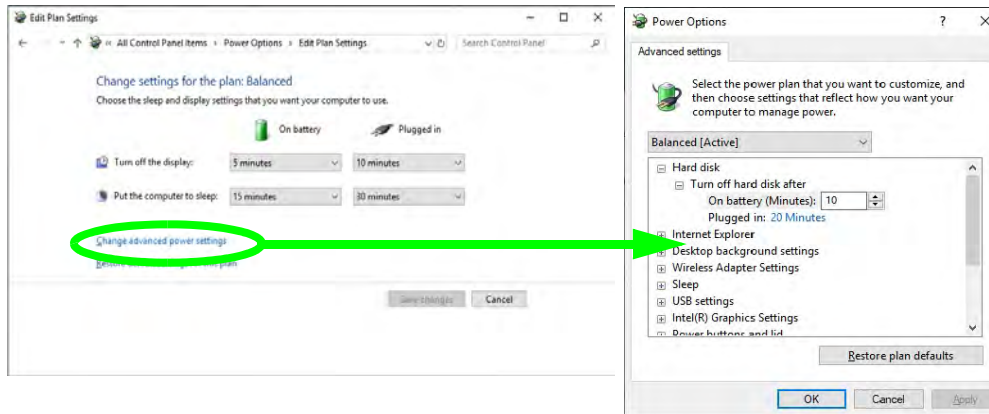 Edit Plan Settings
« All Control Panel Items › Power Options › Edit Plan Settings
Search Control Panel
Change settings for the plan: Balanced
Choose the sleep and display settings that you want your computer to use.
On battery
Plugged in
Turn off the display:
5 minutes
10 minutes
Put the computer to sleep:
15 minutes
30 minutes
Change advanced power settings
Restore
plan
Save changes
Cancel
Power Options
? X
Advanced settings
Select the power plan that you want to customize, and
then choose settings that reflect how you want your
computer to manage power.
Balanced [Active]
Hard disk
Turn off hard disk after
On battery (Minutes): 10
Plugged in: 20 Minutes
Internet Explorer
Desktop background settings
Wireless Adapter Settings
Sleep
USB settings
Intel(R) Graphics Settings
Power buttons and lid
Restore plan defaults
OK
Cancel
Apply